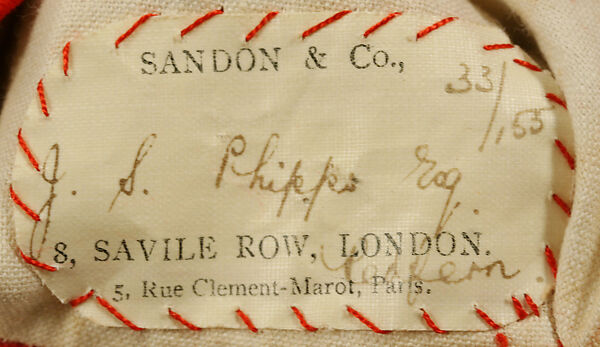 SANDON & Co.,
33/155
J. S. Phipps Esq.
8, SAVILE ROW, LONDON.
5, Rue Clement-Marot, Paris.